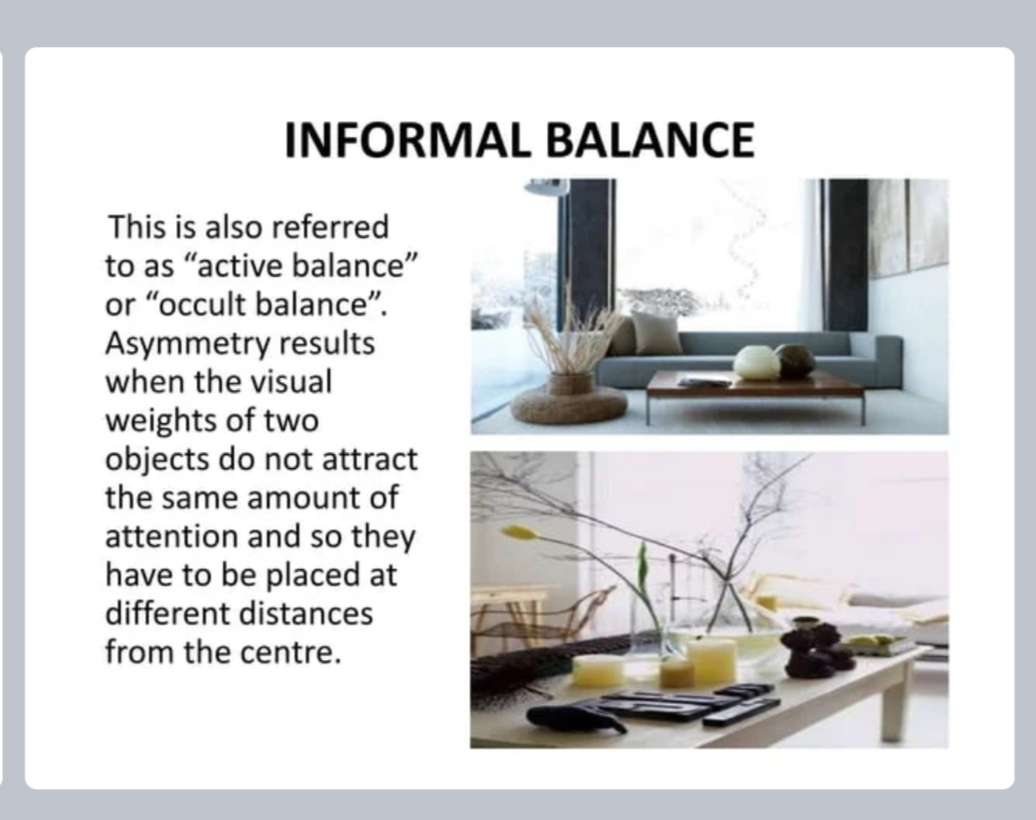 INFORMAL BALANCE
This is also referred
to as “active balance”
or “occult balance”.
Asymmetry results
when the visual
weights of two
objects do not attract
the same amount of
attention and so they
have to be placed at
different distances
from the centre.